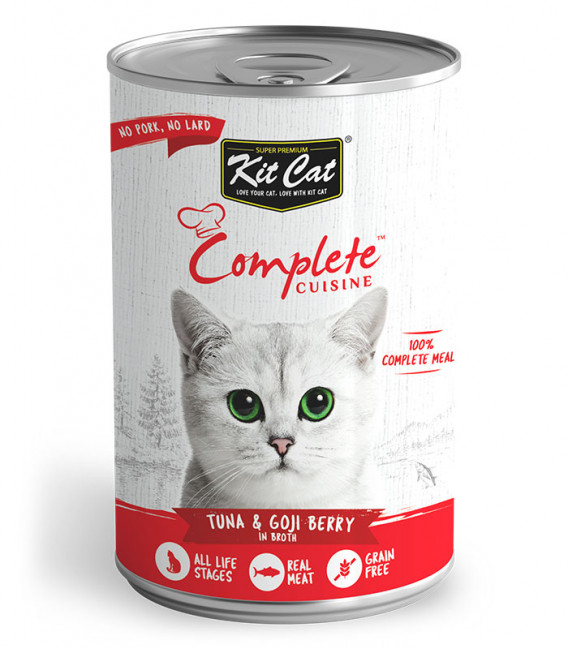 NO PORK, NO LARD
SUPER PREMIUM
Kit Cat®
LOVE YOUR CAT, LOVE WITH KIT CAT
Complete™
CUISINE
100%
COMPLETE MEAL
TUNA & GOJI BERRY
IN BROTH
ALL LIFE
STAGES
REAL
MEAT
GRAIN
FREE